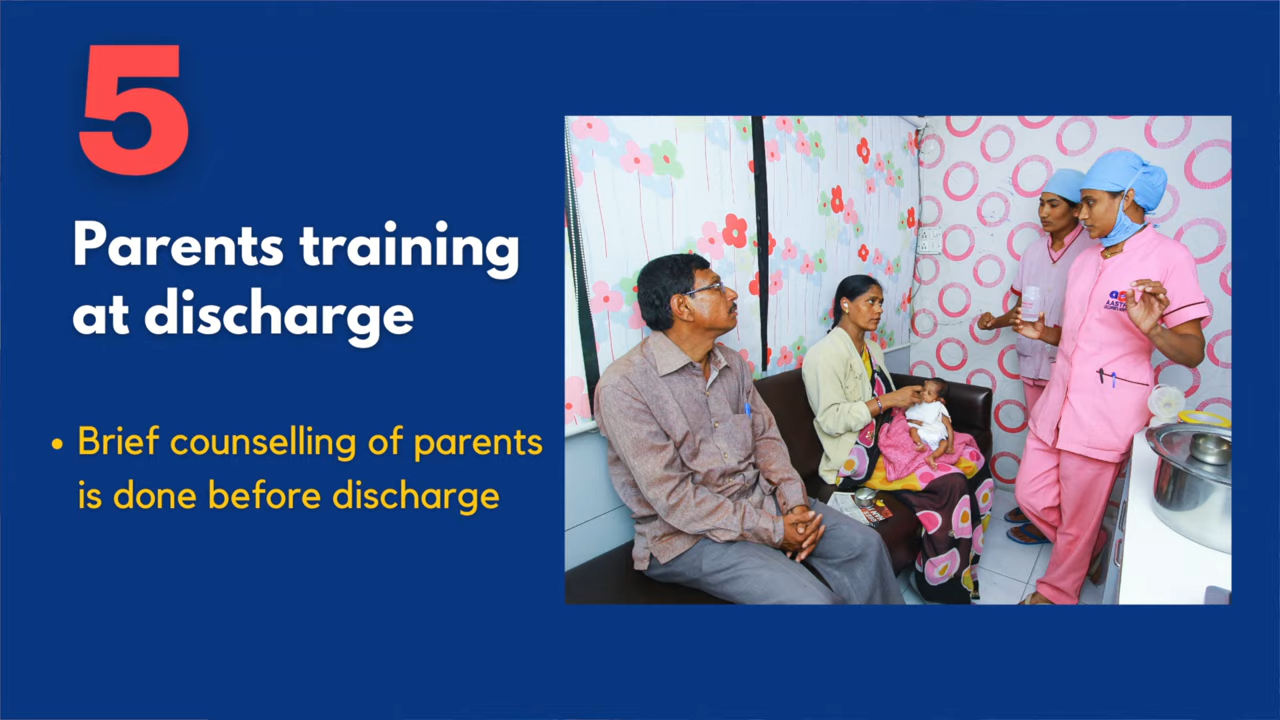 5
Parents training
at discharge
• Brief counselling of parents
is done before discharge